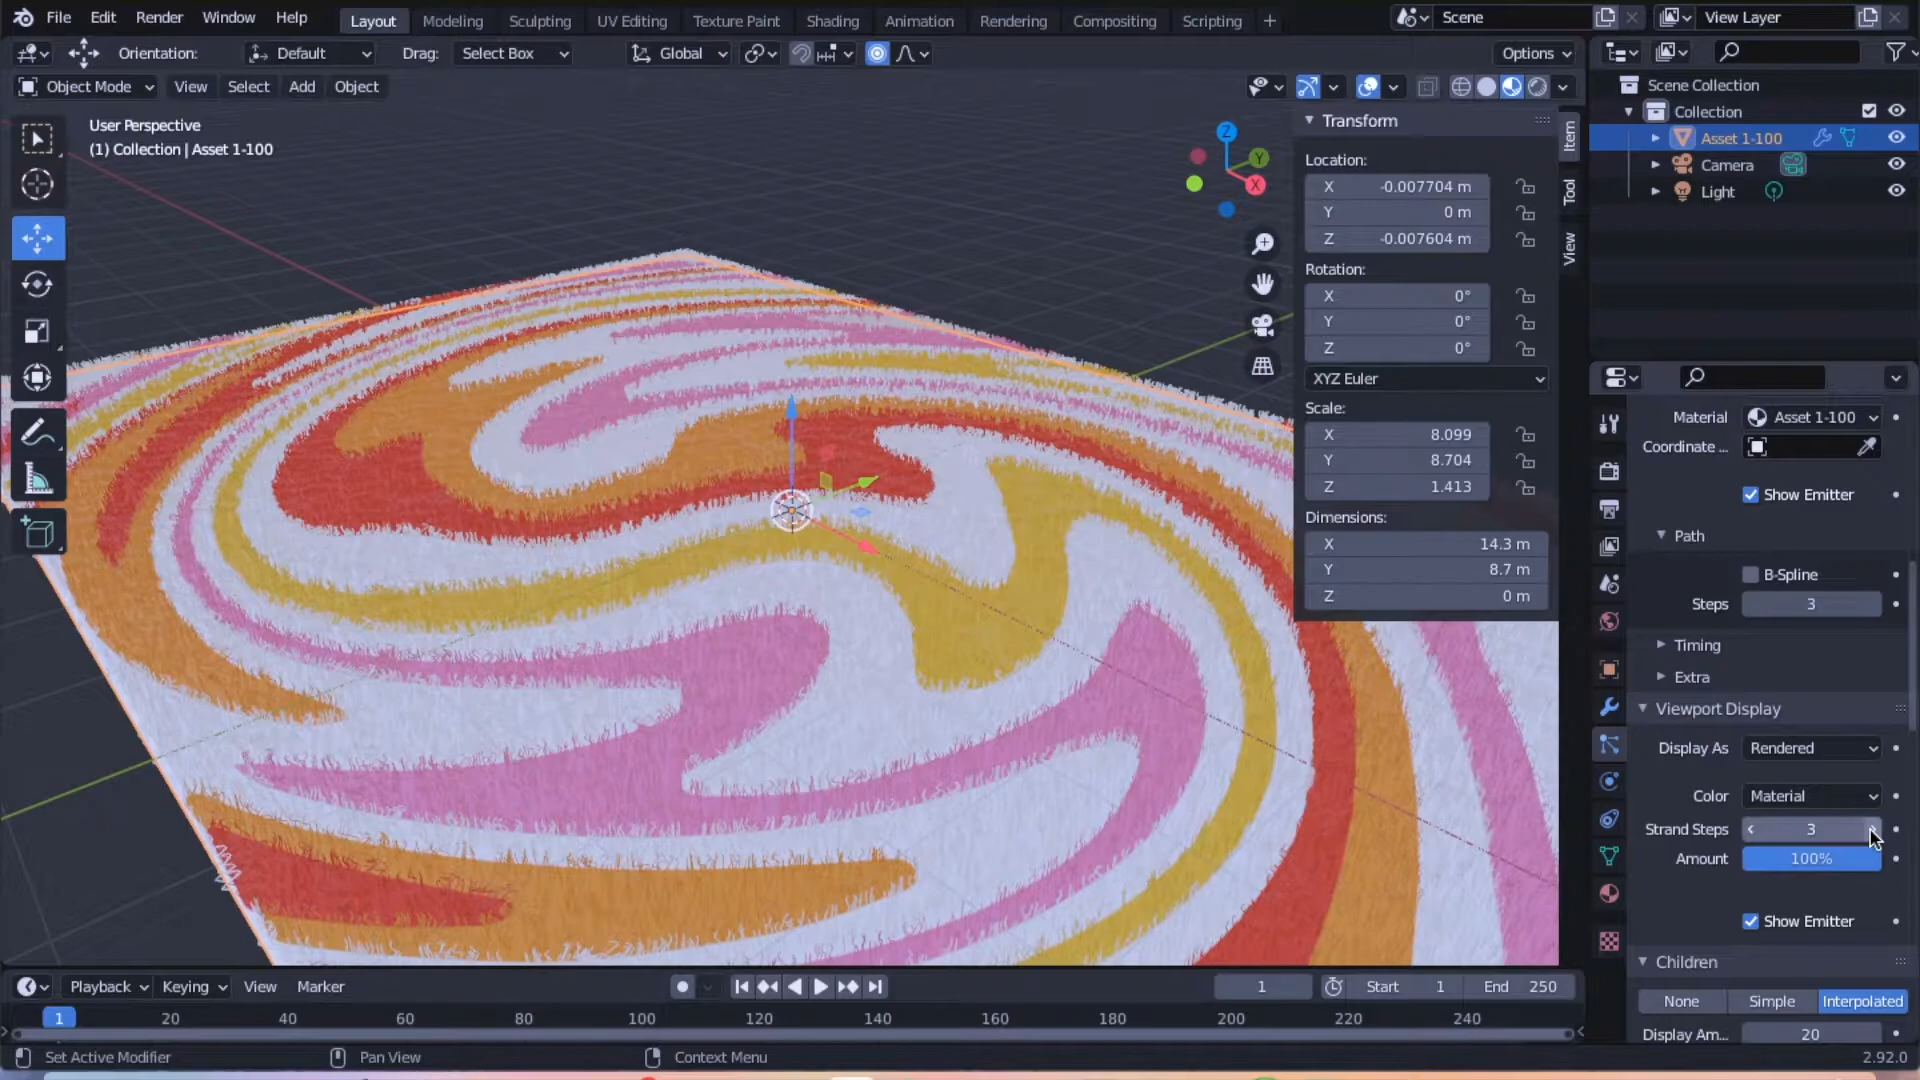 File Edit Render Window Help Layout Modeling Sculpting UV Editing Texture Paint Shading Animation Rendering Compositing Scripting + Scene View Layer
Orientation: Default Drag: Select Box Global Options
Object Mode View Select Add Object
User Perspective
(1) Collection | Asset 1-100
Z
Y
X
Transform
Location:
X -0.007704 m
Y 0 m
Z -0.007604 m
Rotation:
X 0°
Y 0°
Z 0°
XYZ Euler
Scale:
X 8.099
Y 8.704
Z 1.413
Dimensions:
X 14.3 m
Y 8.7 m
Z 0 m
Item
Tool
View
Scene Collection
Collection
Asset 1-100
Camera
Light
Material Asset 1-100
Coordinate ...
Show Emitter
Path
B-Spline
Steps 3
Timing
Extra
Viewport Display
Display As Rendered
Color Material
Strand Steps 3
Amount 100%
Show Emitter
Children
None Simple Interpolated
Display Am... 20
Playback Keying View Marker 1 Start 1 End 250
1 20 40 60 80 100 120 140 160 180 200 220 240
Set Active Modifier Pan View Context Menu 2.92.0